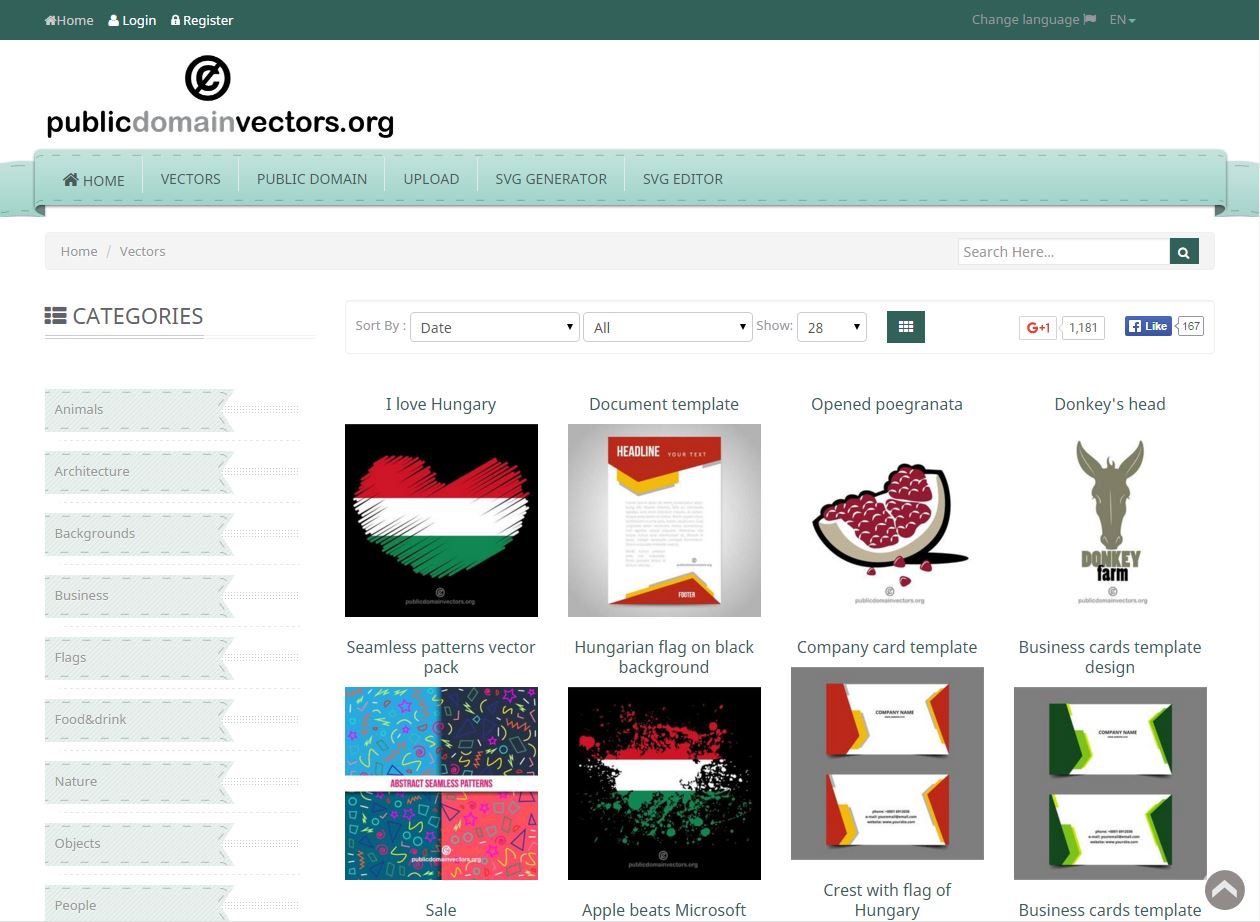 Home Login Register Change language EN
publicdomainvectors.org
HOME VECTORS PUBLIC DOMAIN UPLOAD SVG GENERATOR SVG EDITOR
Home / Vectors Search Here...
CATEGORIES
Sort By : Date All Show: 28 G+1 1,181 Like 167
Animals
Architecture
Backgrounds
Business
Flags
Food&drink
Nature
Objects
People
I love Hungary Document template Opened poegranata Donkey's head
publicdomainvectors.org
HEADLINE YOUR TEXT
publicdomainvectors.org
FOOTER
publicdomainvectors.org
DONKEY
farm
publicdomainvectors.org
Seamless patterns vector
pack
Hungarian flag on black
background
Company card template
Business cards template
design
ABSTRACT SEAMLESS PATTERNS
publicdomainvectors.org
publicdomainvectors.org
COMPANY NAME
COMPANY NAME
Sale
Apple beats Microsoft
Crest with flag of
Hungary
Business cards template